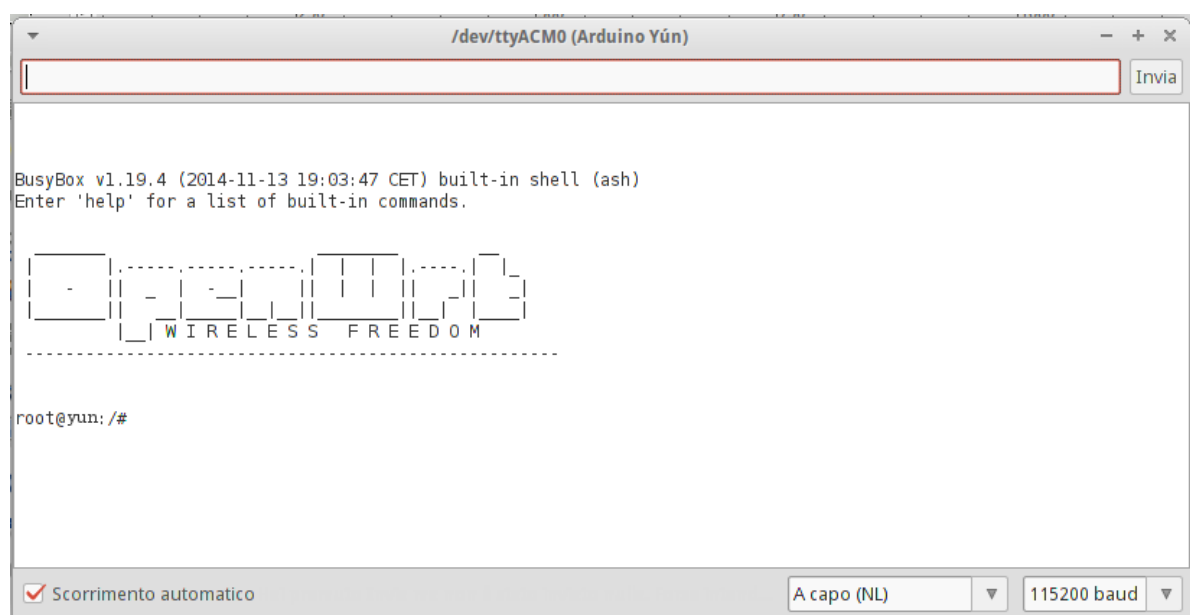 /dev/ttyACM0 (Arduino Yún)
Invia
BusyBox v1.19.4 (2014-11-13 19:03:47 CET) built-in shell (ash)
Enter 'help' for a list of built-in commands.
OpenWrt
W I R E L E S S   F R E E D O M
-----------------------------------------------------
root@yun:/#
Scorrimento automatico
A capo (NL)
115200 baud